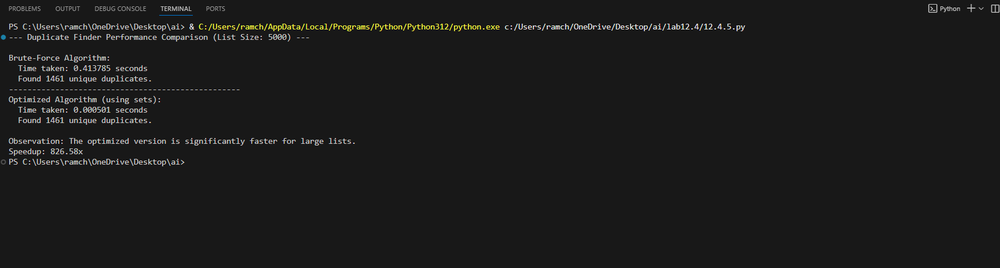 PROBLEMS OUTPUT DEBUG CONSOLE TERMINAL PORTS Python
PS C:\Users\ramch\OneDrive\Desktop\ai> & C:/Users/ramch/AppData/Local/Programs/Python/Python312/python.exe c:/Users/ramch/OneDrive/Desktop/ai/lab12.4/12.4.5.py
--- Duplicate Finder Performance Comparison (List Size: 5000) ---
Brute-Force Algorithm:
Time taken: 0.413785 seconds
Found 1461 unique duplicates.
--------------------------------------------------
Optimized Algorithm (using sets):
Time taken: 0.000501 seconds
Found 1461 unique duplicates.
Observation: The optimized version is significantly faster for large lists.
Speedup: 826.58x
PS C:\Users\ramch\OneDrive\Desktop\ai>